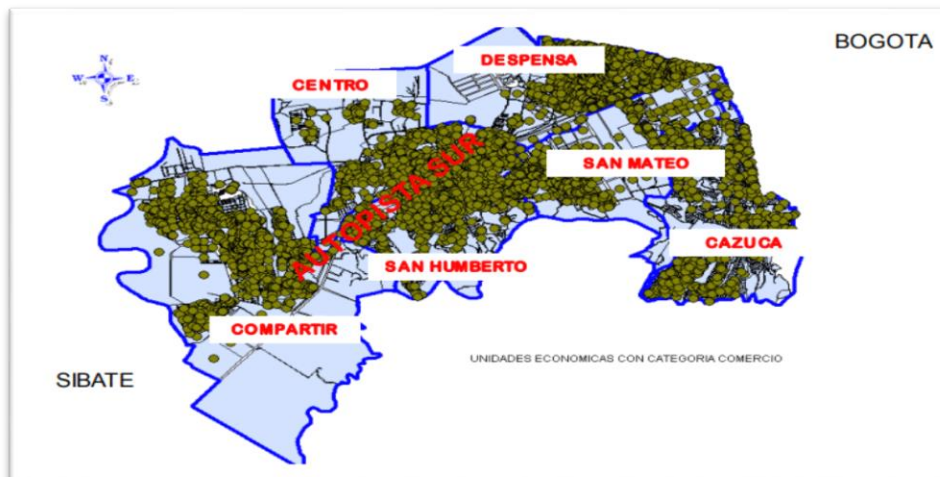 BOGOTA
DESPENSA
N
W E
S
CENTRO
SAN MATEO
AUTOPISTA SUR
CAZUCA
SAN HUMBERTO
COMPARTIR
UNIDADES ECONOMICAS CON CATEGORIA COMERCIO
SIBATE